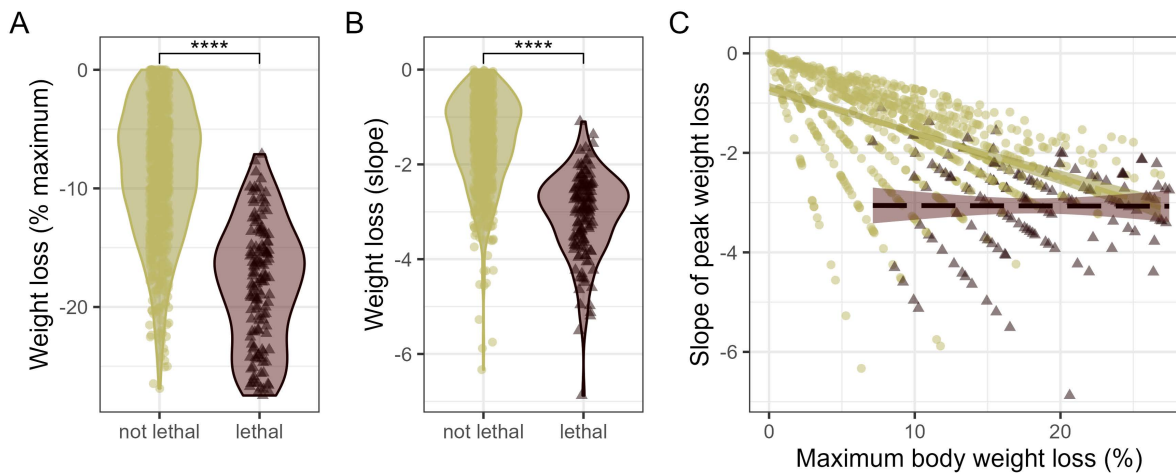 A
Weight loss (% maximum)
0
-10
-20
****
not lethal
lethal
B
Weight loss (slope)
0
-2
-4
-6
****
not lethal
lethal
C
Slope of peak weight loss
0
-2
-4
-6
0
10
20
Maximum body weight loss (%)